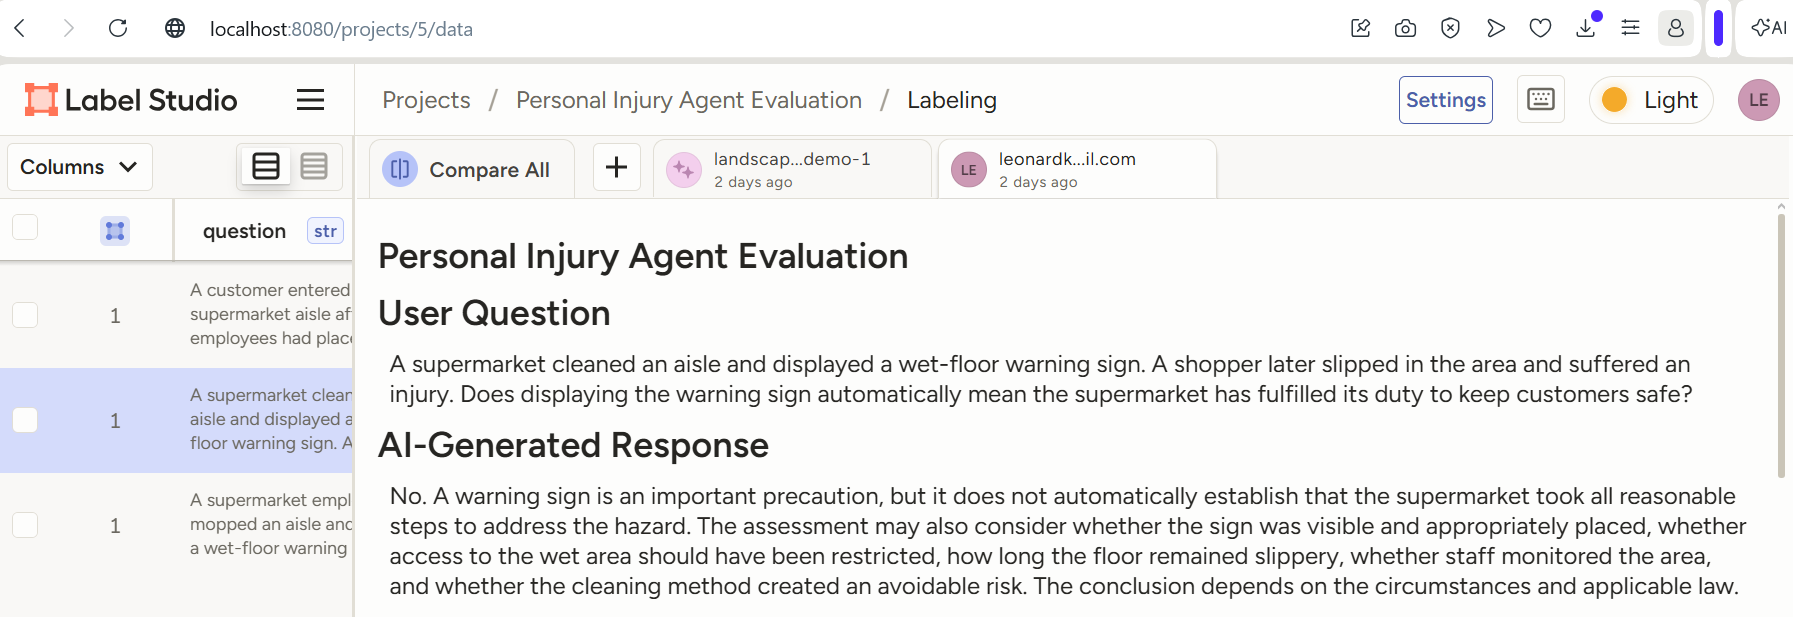 localhost:8080/projects/5/data
AI
Label Studio
Projects / Personal Injury Agent Evaluation / Labeling
Settings
Light
LE
Columns
Compare All
+
landscap...demo-1
2 days ago
LE
leonardk...il.com
2 days ago
question str
1
A customer entered
supermarket aisle af
employees had place
1
A supermarket clean
aisle and displayed a
floor warning sign. A
1
A supermarket empl
mopped an aisle and
a wet-floor warning
Personal Injury Agent Evaluation
User Question
A supermarket cleaned an aisle and displayed a wet-floor warning sign. A shopper later slipped in the area and suffered an
injury. Does displaying the warning sign automatically mean the supermarket has fulfilled its duty to keep customers safe?
AI-Generated Response
No. A warning sign is an important precaution, but it does not automatically establish that the supermarket took all reasonable
steps to address the hazard. The assessment may also consider whether the sign was visible and appropriately placed, whether
access to the wet area should have been restricted, how long the floor remained slippery, whether staff monitored the area,
and whether the cleaning method created an avoidable risk. The conclusion depends on the circumstances and applicable law.